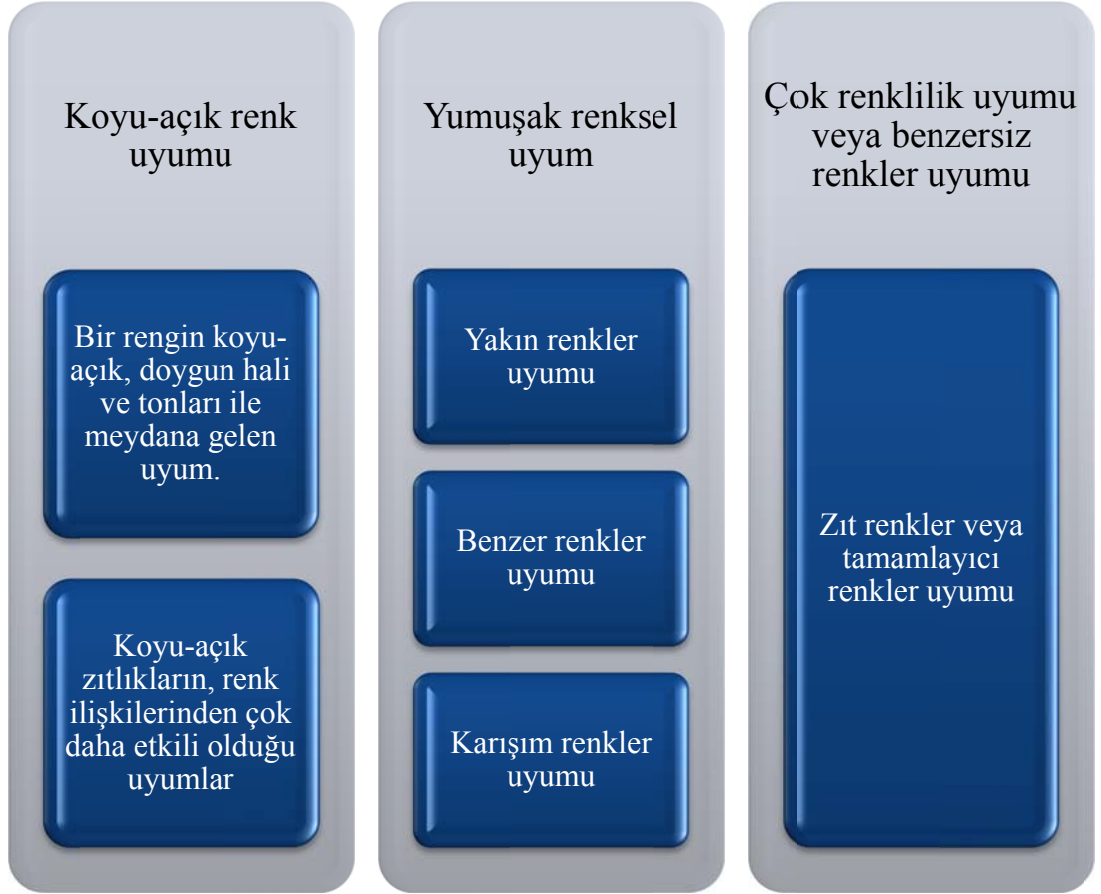 Koyu-açık renk
uyumu
Bir rengin koyu-
açık, doygun hali
ve tonları ile
meydana gelen
uyum.
Koyu-açık
zıtlıkların, renk
ilişkilerinden çok
daha etkili olduğu
uyumlar
Yumuşak renksel
uyum
Yakın renkler
uyumu
Benzer renkler
uyumu
Karışım renkler
uyumu
Çok renklilik uyumu
veya benzersiz
renkler uyumu
Zıt renkler veya
tamamlayıcı
renkler uyumu